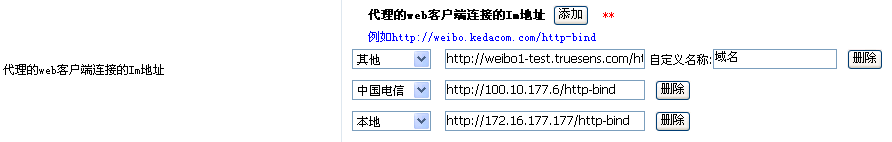 代理的web客户端连接的Im地址
代理的web客户端连接的Im地址 添加 **
例如http://weibo.kedacom.com/http-bind
其他 http://weibo1-test.truesens.com/ht 自定义名称:域名 删除
中国电信 http://100.10.177.6/http-bind 删除
本地 http://172.16.177.177/http-bind 删除